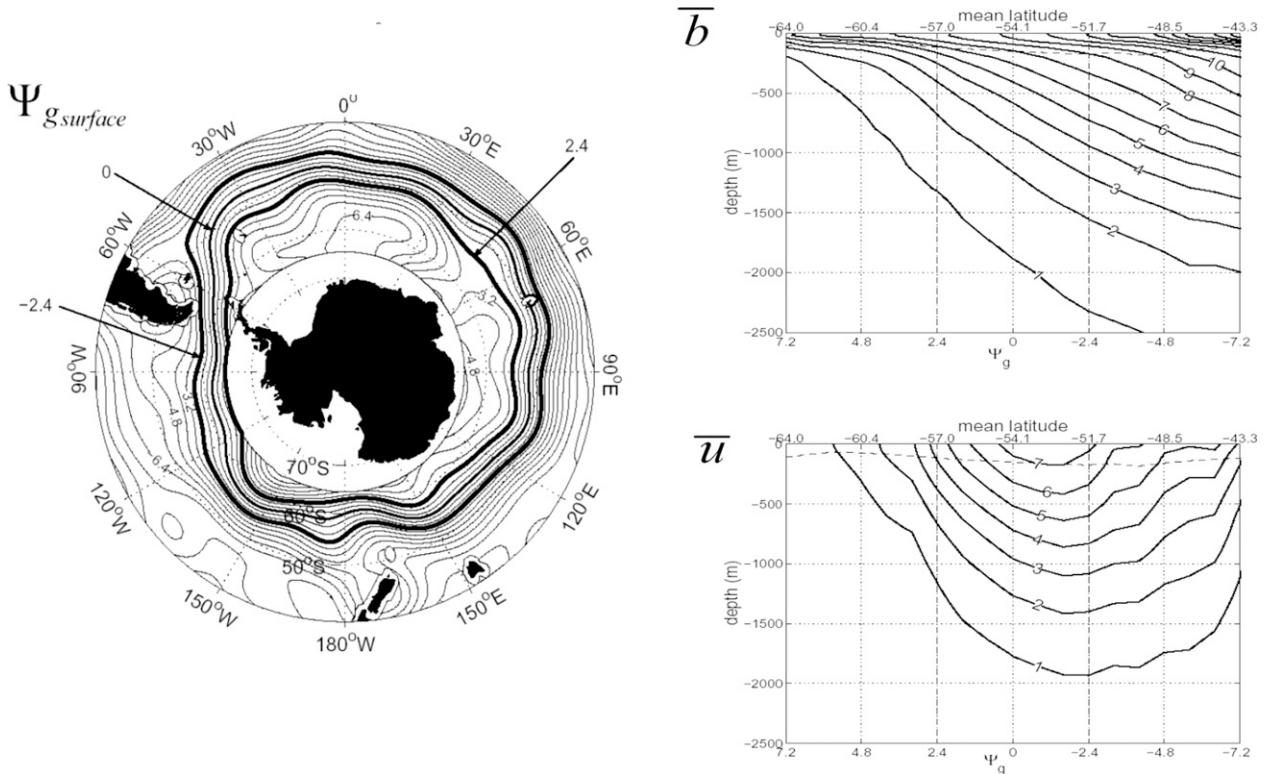 Ψg surface
0°
30°W
30°E
2.4
0
6.4
60°W
60°E
−2.4
3.2
90°W
90°E
3.2
4.8
4.8
6.4
70°S
60°S
120°W
120°E
50°S
150°W
150°E
180°W
b
mean latitude
−64.0 −60.4 −57.0 −54.1 −51.7 −48.5 −43.3
0
10
9
8
−500
7
6
5
−1000
4
depth (m)
3
−1500
2
−2000
1
−2500
7.2 4.8 2.4 0 −2.4 −4.8 −7.2
Ψg
u
mean latitude
−64.0 −60.4 −57.0 −54.1 −51.7 −48.5 −43.3
0
7
6
−500
5
4
−1000
3
depth (m)
2
−1500
1
−2000
−2500
7.2 4.8 2.4 0 −2.4 −4.8 −7.2
Ψg